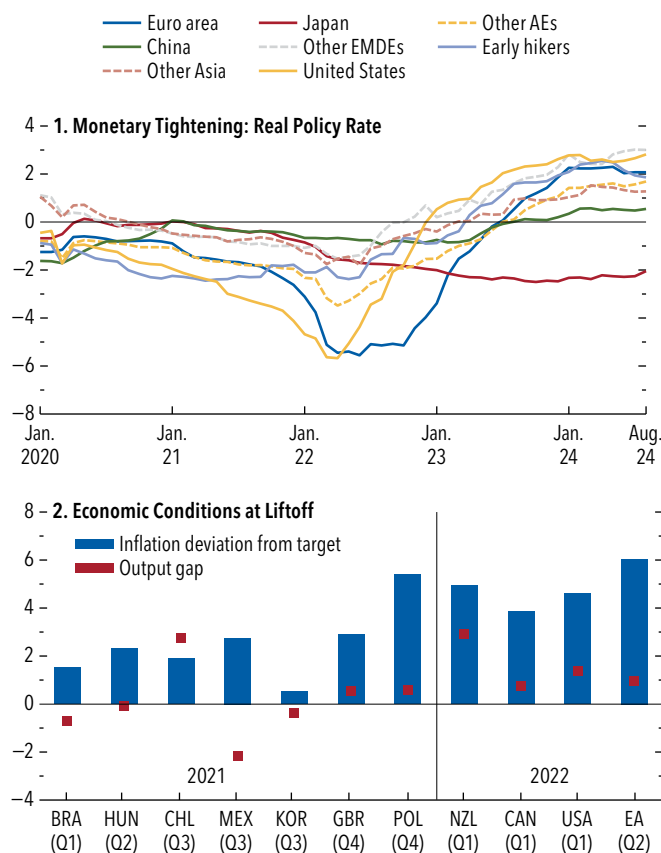 Euro area Japan Other AEs
China Other EMDEs Early hikers
Other Asia United States
1. Monetary Tightening: Real Policy Rate
4
2
0
−2
−4
−6
−8
Jan. Jan. Jan. Jan. Jan. Aug.
2020 21 22 23 24 24
2. Economic Conditions at Liftoff
8
Inflation deviation from target
6
Output gap
4
2
0
−2
2021 2022
−4
BRA HUN CHL MEX KOR GBR POL NZL CAN USA EA
(Q1) (Q2) (Q3) (Q3) (Q3) (Q4) (Q4) (Q1) (Q1) (Q1) (Q2)